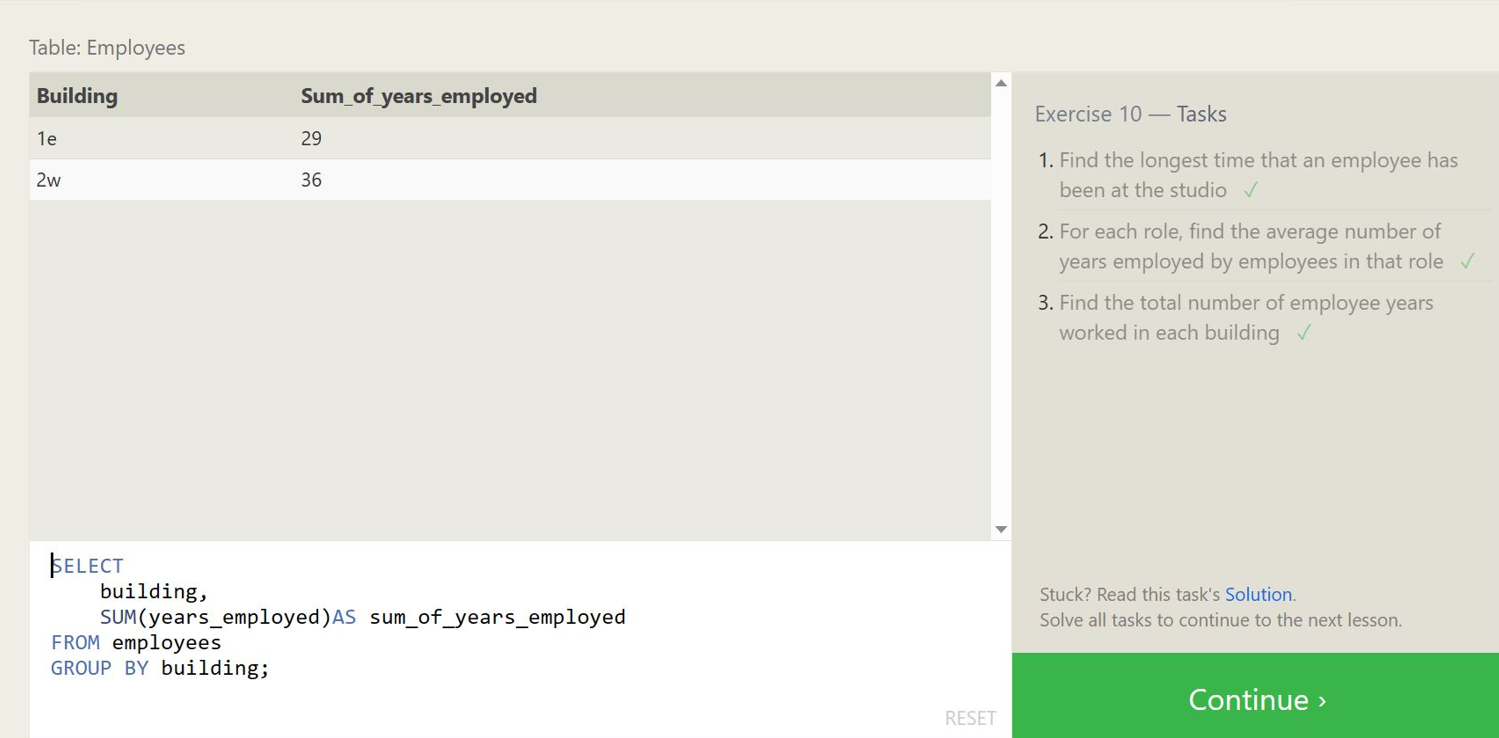 Table: Employees
Building Sum_of_years_employed
1e 29
2w 36
SELECT
building,
SUM(years_employed)AS sum_of_years_employed
FROM employees
GROUP BY building;
RESET
Exercise 10 — Tasks
1. Find the longest time that an employee has
been at the studio ✓
2. For each role, find the average number of
years employed by employees in that role ✓
3. Find the total number of employee years
worked in each building ✓
Stuck? Read this task's Solution.
Solve all tasks to continue to the next lesson.
Continue ›